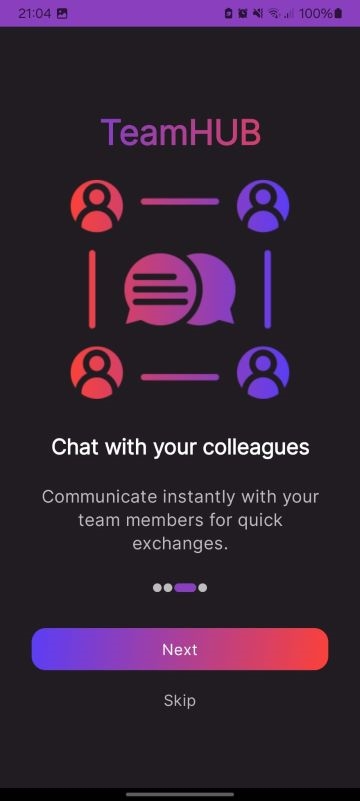 21:04
100%
TeamHUB
Chat with your colleagues
Communicate instantly with your
team members for quick
exchanges.
Next
Skip